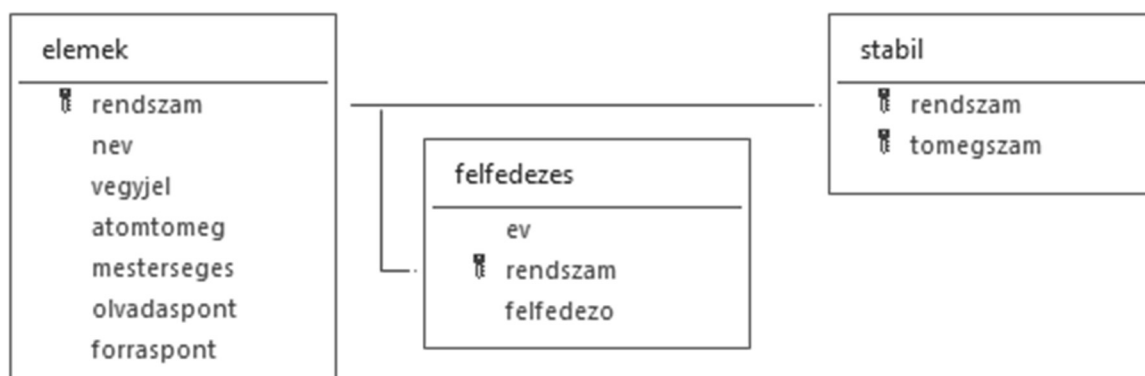 elemek
rendszam
nev
vegyjel
atomtomeg
mesterseges
olvadaspont
forraspont
felfedezes
ev
rendszam
felfedezo
stabil
rendszam
tomegszam